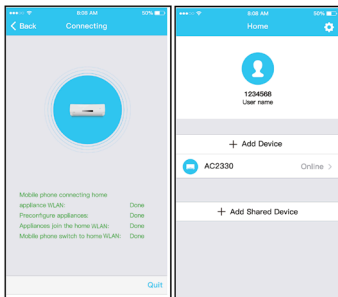 8:08 AM
50%
Back
Connecting
Mobile phone connecting home
appliance WLAN: Done
Preconfigure appliances: Done
Appliances join the home WLAN: Done
Mobile phone switch to home WLAN: Done
Quit
8:08 AM
50%
Home
1234568
User name
+ Add Device
AC2330 Online >
+ Add Shared Device